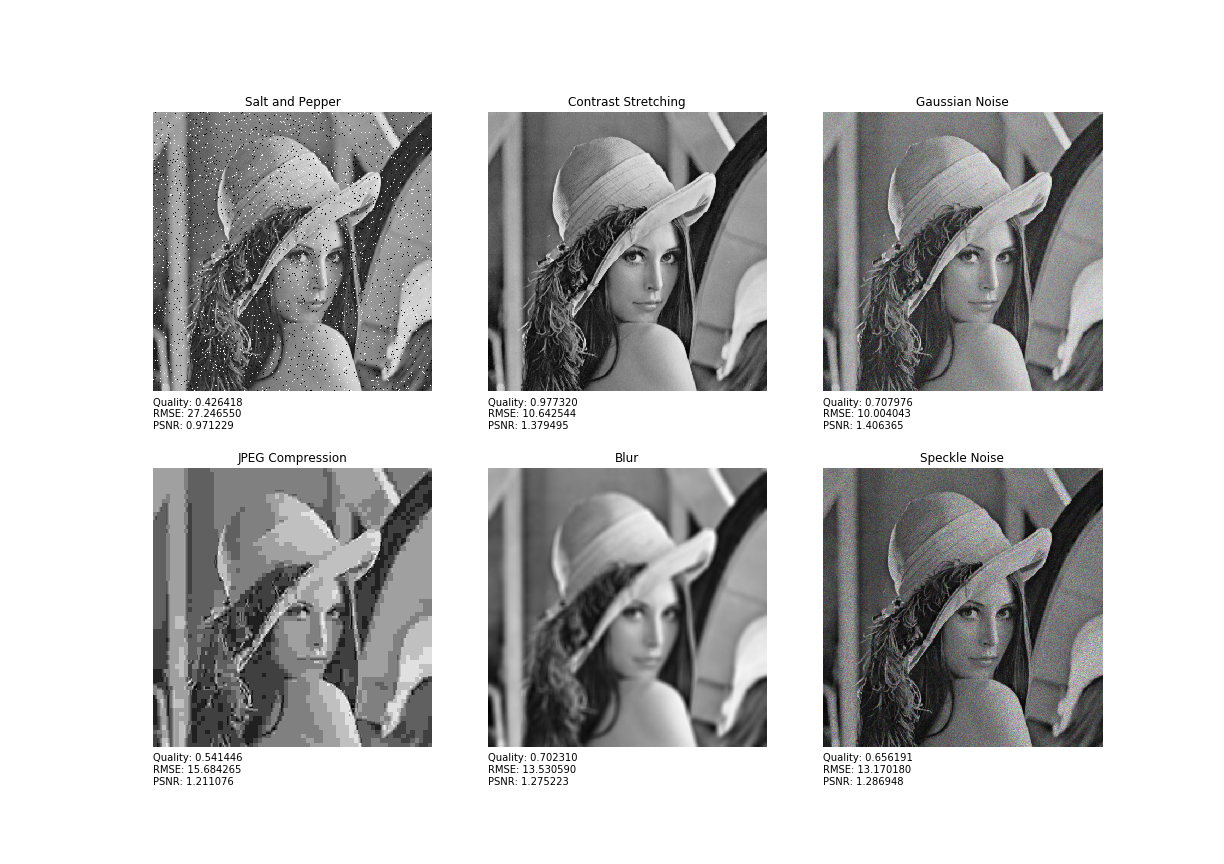 Salt and Pepper
Contrast Stretching
Gaussian Noise
Quality: 0.426418
RMSE: 27.246550
PSNR: 0.971229
Quality: 0.977320
RMSE: 10.642544
PSNR: 1.379495
Quality: 0.707976
RMSE: 10.004043
PSNR: 1.406365
JPEG Compression
Blur
Speckle Noise
Quality: 0.541446
RMSE: 15.684265
PSNR: 1.211076
Quality: 0.702310
RMSE: 13.530590
PSNR: 1.275223
Quality: 0.656191
RMSE: 13.170180
PSNR: 1.286948